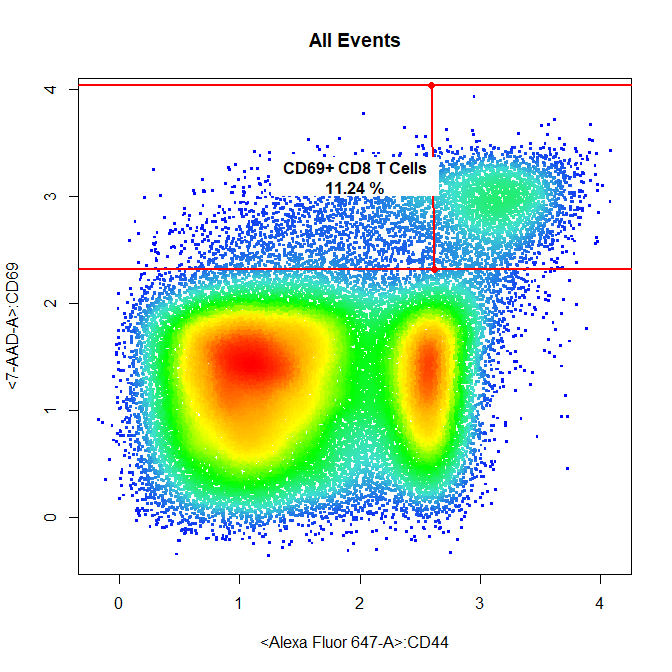 All Events
4
3
2
1
0
CD69+ CD8 T Cells
11.24 %
<7-AAD-A>:CD69
0 1 2 3 4
<Alexa Fluor 647-A>:CD44